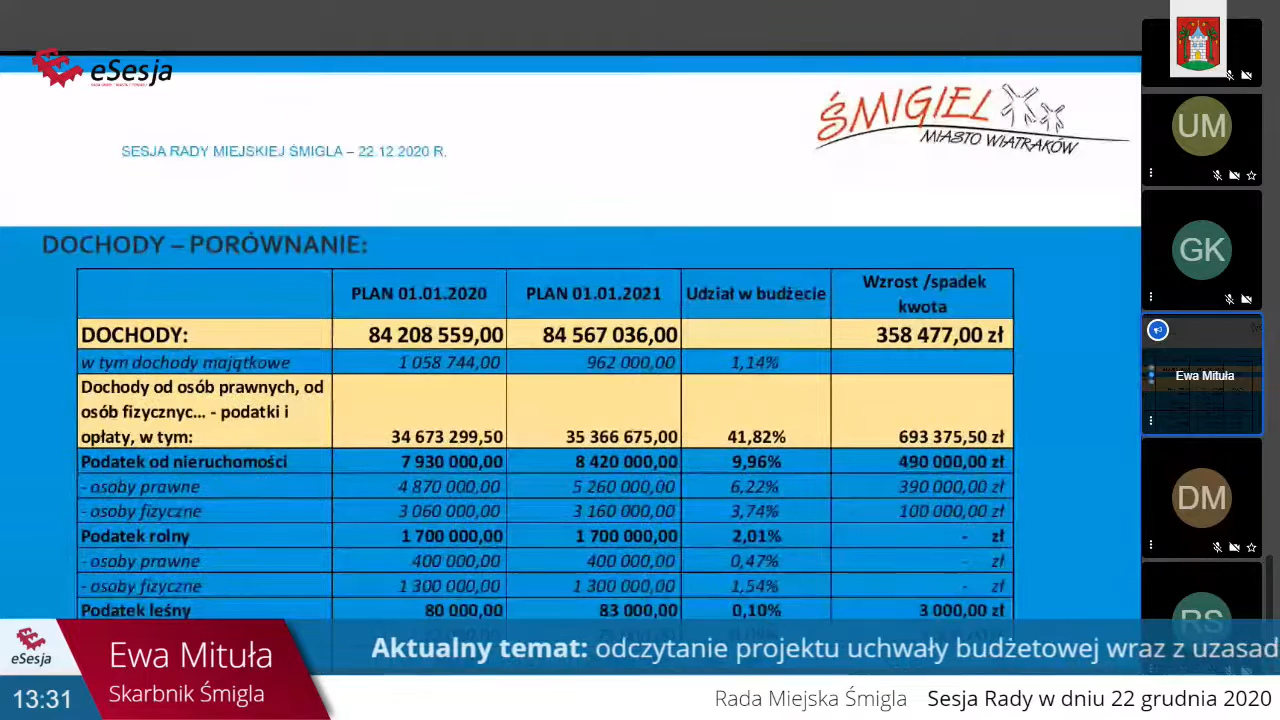 eSesja
ŚMIGIEL
MIASTO WIATRAKÓW
SESJA RADY MIEJSKIEJ ŚMIGLA – 22.12.2020 R.
DOCHODY – PORÓWNANIE:
PLAN 01.01.2020 PLAN 01.01.2021 Udział w budżecie Wzrost /spadek kwota
DOCHODY: 84 208 559,00 84 567 036,00 358 477,00 zł
w tym dochody majątkowe 1 058 744,00 962 000,00 1,14%
Dochody od osób prawnych, od
osób fizycznyc... - podatki i
opłaty, w tym: 34 673 299,50 35 366 675,00 41,82% 693 375,50 zł
Podatek od nieruchomości 7 930 000,00 8 420 000,00 9,96% 490 000,00 zł
- osoby prawne 4 870 000,00 5 260 000,00 6,22% 390 000,00 zł
- osoby fizyczne 3 060 000,00 3 160 000,00 3,74% 100 000,00 zł
Podatek rolny 1 700 000,00 1 700 000,00 2,01% - zł
- osoby prawne 400 000,00 400 000,00 0,47% - zł
- osoby fizyczne 1 300 000,00 1 300 000,00 1,54% - zł
Podatek leśny 80 000,00 83 000,00 0,10% 3 000,00 zł
UM
GK
Ewa Mituła
DM
RS
eSesja
13:31
Ewa Mituła
Skarbnik Śmigla
Aktualny temat: odczytanie projektu uchwały budżetowej wraz z uzasad
Rada Miejska Śmigla Sesja Rady w dniu 22 grudnia 2020